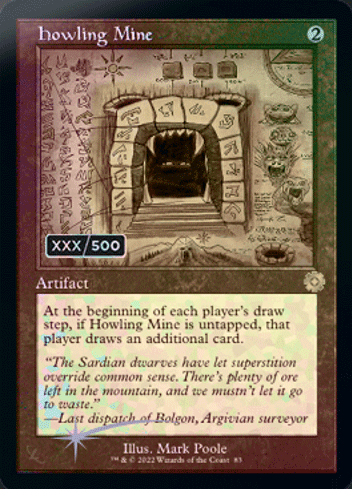 Howling Mine 2
XXX/500
Artifact
At the beginning of each player's draw
step, if Howling Mine is untapped, that
player draws an additional card.
"The Sardian dwarves have let superstition
override common sense. There's plenty of ore
left in the mountain, and we mustn't let it go
to waste."
—Last dispatch of Bolgon, Argivian surveyor
Illus. Mark Poole
™ & © 2022 Wizards of the Coast 83